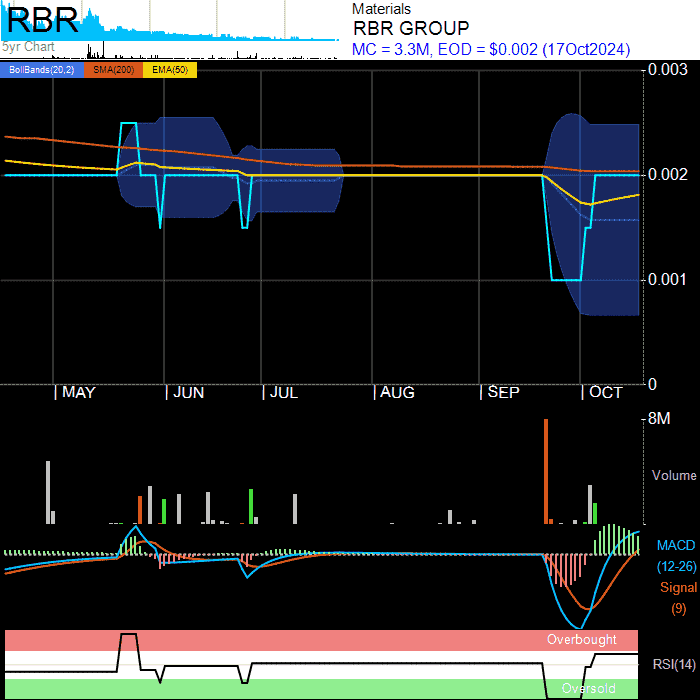 RBR
5yr Chart
Materials
RBR GROUP
MC = 3.3M, EOD = $0.002 (17Oct2024)
BollBands(20,2) SMA(200) EMA(50)
0.003
0.002
0.001
0
MAY JUN JUL AUG SEP OCT
8M
Volume
MACD
(12-26)
Signal
(9)
Overbought
RSI(14)
Oversold